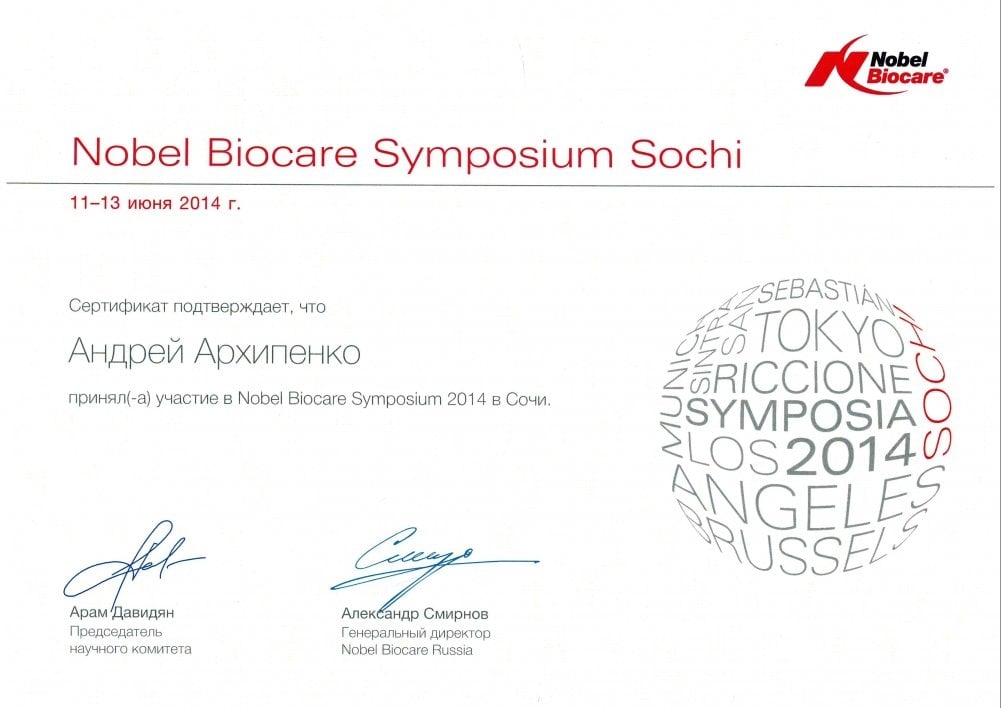 Nobel
Biocare®
Nobel Biocare Symposium Sochi
11–13 июня 2014 г.
Сертификат подтверждает, что
Андрей Архипенко
принял(-а) участие в Nobel Biocare Symposium 2014 в Сочи.
SEBASTIÁN
SAN
SINTRA
MUNICH
TOKYO
SOCHI
RICCIONE
SYMPOSIA
LOS 2014
ANGELES
BRUSSELS
Арам Давидян
Председатель
научного комитета
Александр Смирнов
Генеральный директор
Nobel Biocare Russia